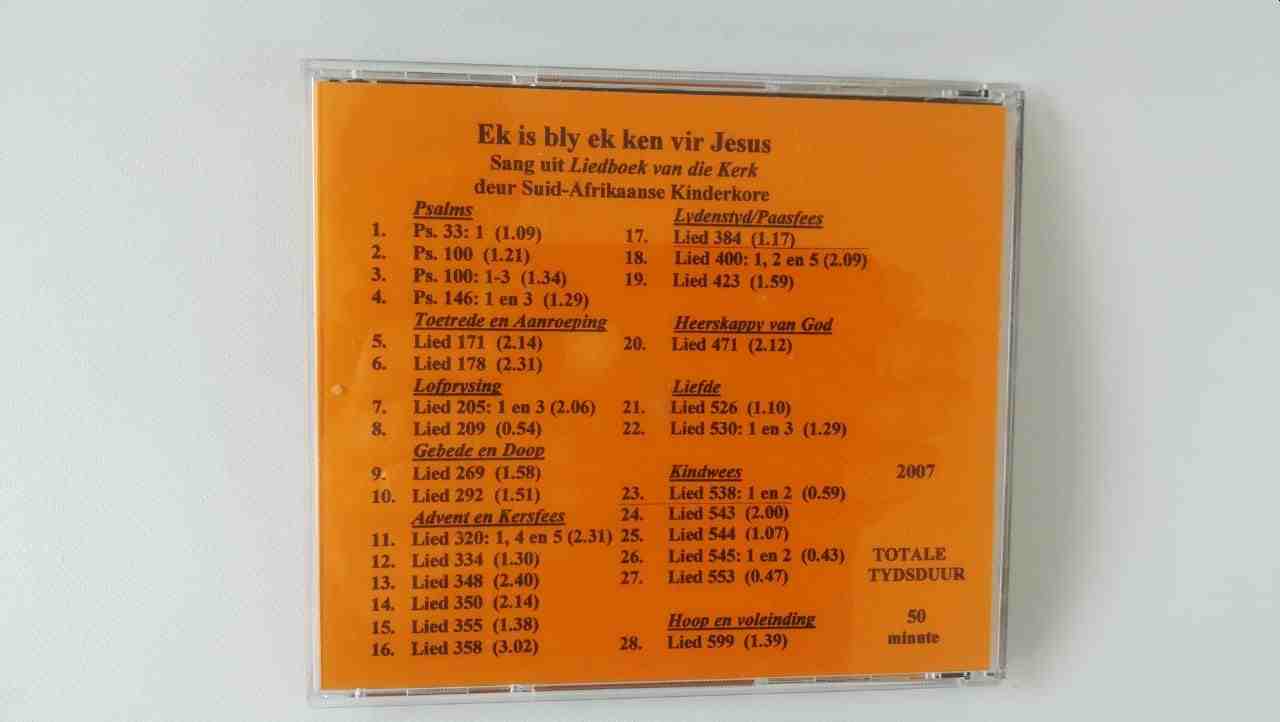 Ek is bly ek ken vir Jesus
Sang uit Liedboek van die Kerk
deur Suid-Afrikaanse Kinderkore
Psalms
1. Ps. 33: 1 (1.09)
2. Ps. 100 (1.21)
3. Ps. 100: 1-3 (1.34)
4. Ps. 146: 1 en 3 (1.29)
Toetrede en Aanroeping
5. Lied 171 (2.14)
6. Lied 178 (2.31)
Lofprysing
7. Lied 205: 1 en 3 (2.06)
8. Lied 209 (0.54)
Gebede en Doop
9. Lied 269 (1.58)
10. Lied 292 (1.51)
Advent en Kersfees
11. Lied 320: 1, 4 en 5 (2.31)
12. Lied 334 (1.30)
13. Lied 348 (2.40)
14. Lied 350 (2.14)
15. Lied 355 (1.38)
16. Lied 358 (3.02)
Lydenstyd/Paasfees
17. Lied 384 (1.17)
18. Lied 400: 1, 2 en 5 (2.09)
19. Lied 423 (1.59)
Heerskappy van God
20. Lied 471 (2.12)
Liefde
21. Lied 526 (1.10)
22. Lied 530: 1 en 3 (1.29)
Kindwees
23. Lied 538: 1 en 2 (0.59)
24. Lied 543 (2.00)
25. Lied 544 (1.07)
26. Lied 545: 1 en 2 (0.43)
27. Lied 553 (0.47)
Hoop en voleinding
28. Lied 599 (1.39)
2007
TOTALE
TYDSDUUR
50
minute